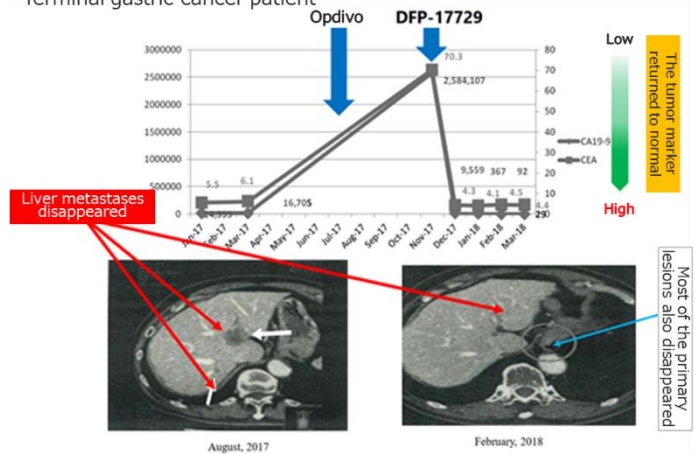 Terminal gastric cancer patient
Opdivo
DFP-17729
3000000
2500000
2000000
1500000
1000000
500000
0
80
70
60
50
40
30
20
10
0
70.3
2,584,107
5.5
6.1
16,705
9,559
367
92
4.3
4.1
4.5
4.4
29
CA19-9
CEA
Low
High
The tumor marker
returned to normal
Jan-17
Feb-17
Mar-17
Apr-17
May-17
Jun-17
Jul-17
Aug-17
Sep-17
Oct-17
Nov-17
Dec-17
Jan-18
Feb-18
Mar-18
Liver metastases
disappeared
Most of the primary
lesions also disappeared
August, 2017
February, 2018